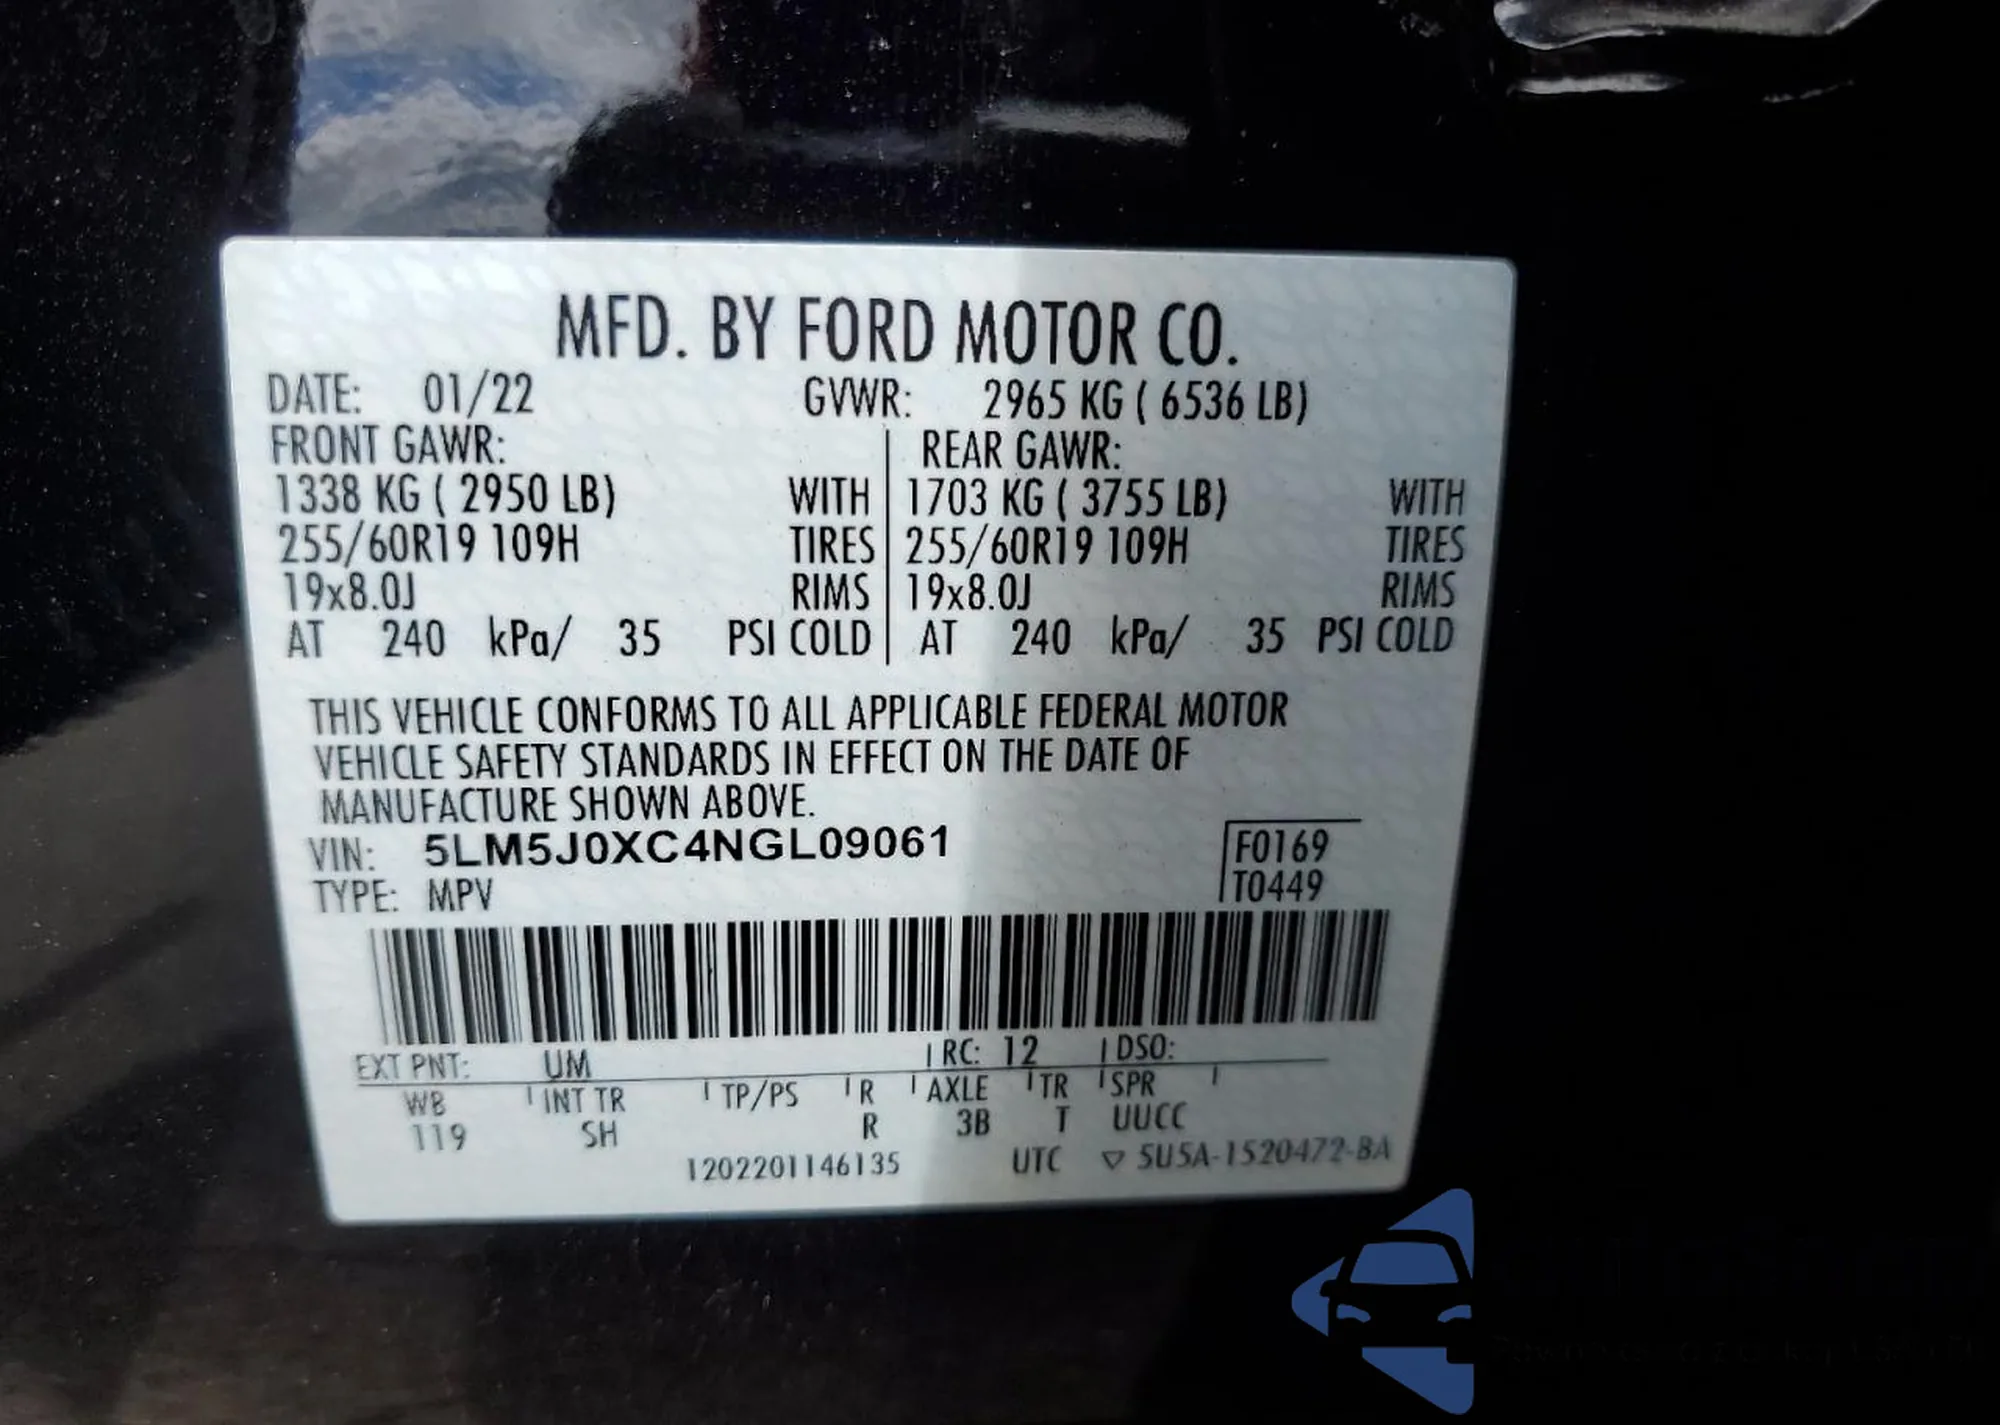 MFD. BY FORD MOTOR CO.
DATE: 01/22 GVWR: 2965 KG ( 6536 LB)
FRONT GAWR: REAR GAWR:
1338 KG ( 2950 LB) WITH 1703 KG ( 3755 LB) WITH
255/60R19 109H TIRES 255/60R19 109H TIRES
19x8.0J RIMS 19x8.0J RIMS
AT 240 kPa/ 35 PSI COLD AT 240 kPa/ 35 PSI COLD
THIS VEHICLE CONFORMS TO ALL APPLICABLE FEDERAL MOTOR
VEHICLE SAFETY STANDARDS IN EFFECT ON THE DATE OF
MANUFACTURE SHOWN ABOVE.
VIN: 5LM5J0XC4NGL09061 F0169
TYPE: MPV T0449
EXT PNT: UM RC: 12 DSO:
WB INT TR TP/PS R AXLE TR SPR
119 SH R 3B T UUCC
1202201146135 UTC ▽ 5U5A-1520472-BA